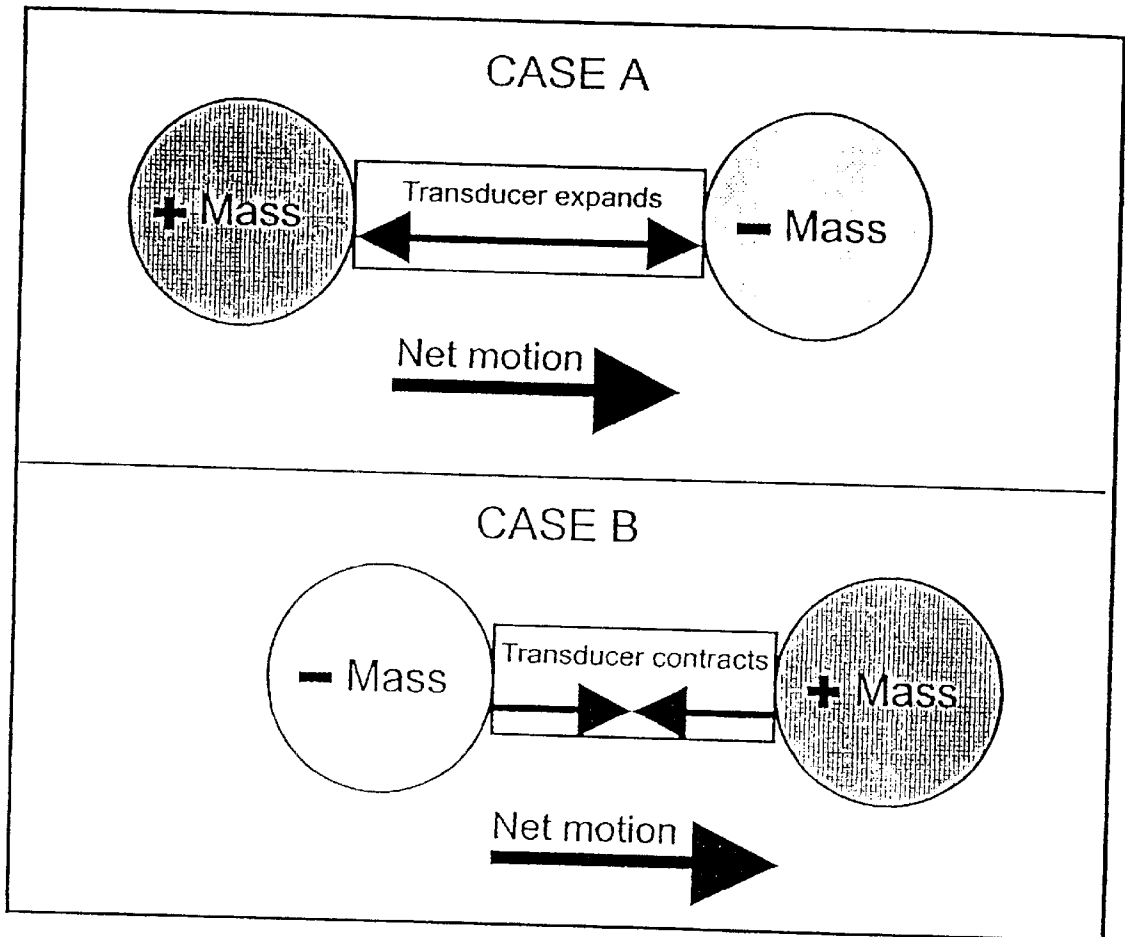 CASE A
+ Mass
Transducer expands
− Mass
Net motion
CASE B
− Mass
Transducer contracts
+ Mass
Net motion